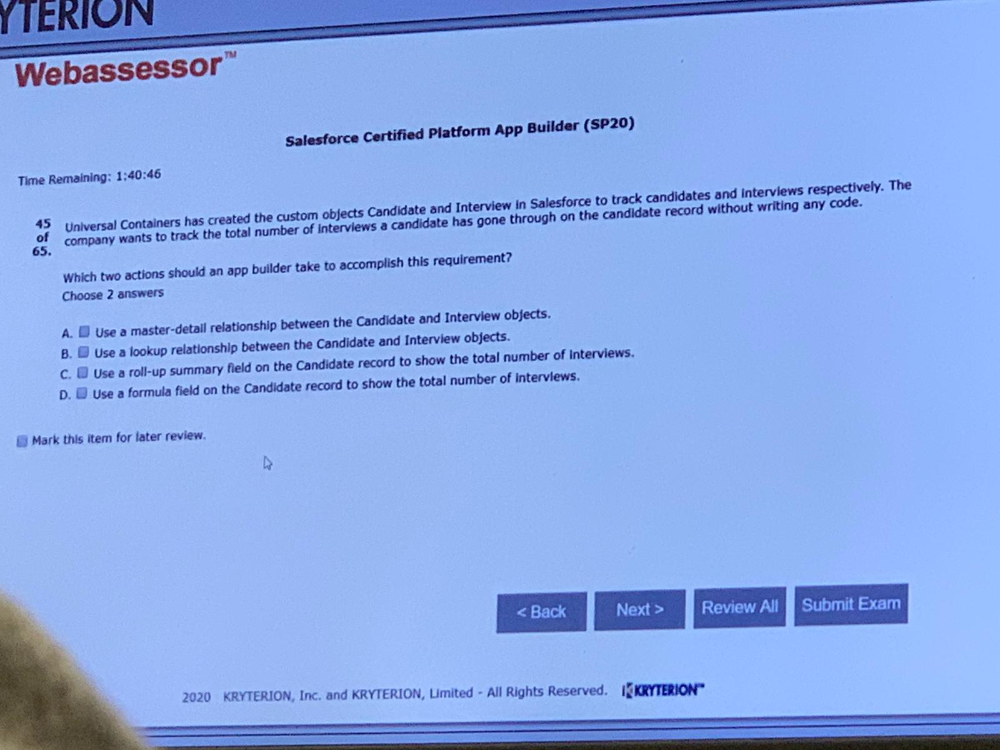 YTERION
Webassessor™
Salesforce Certified Platform App Builder (SP20)
Time Remaining: 1:40:46
45 of 65.
Universal Containers has created the custom objects Candidate and Interview in Salesforce to track candidates and interviews respectively. The
company wants to track the total number of interviews a candidate has gone through on the candidate record without writing any code.
Which two actions should an app builder take to accomplish this requirement?
Choose 2 answers
A. Use a master-detail relationship between the Candidate and Interview objects.
B. Use a lookup relationship between the Candidate and Interview objects.
C. Use a roll-up summary field on the Candidate record to show the total number of interviews.
D. Use a formula field on the Candidate record to show the total number of interviews.
Mark this item for later review.
< Back Next > Review All Submit Exam
2020 KRYTERION, Inc. and KRYTERION, Limited - All Rights Reserved. KRYTERION™